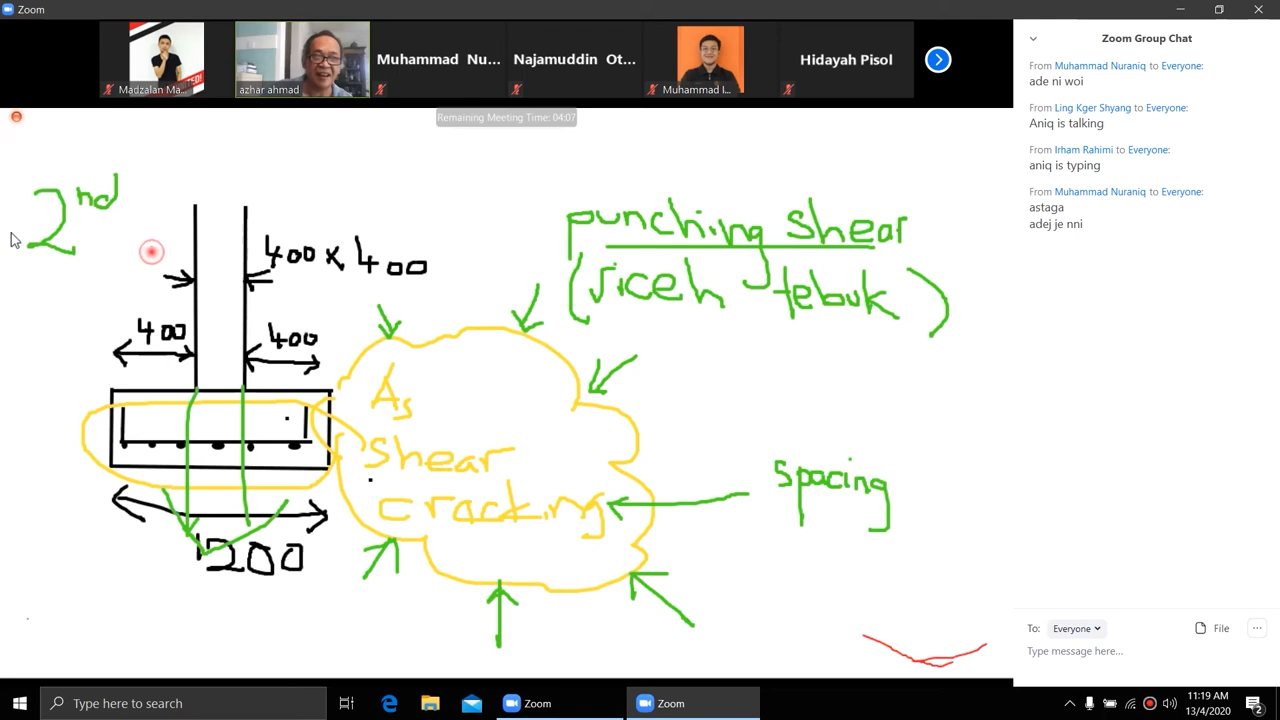 Zoom
Madzalan Ma...
azhar ahmad
Muhammad Nu...
Najamuddin Ot...
Muhammad I...
Hidayah Pisol
Remaining Meeting Time: 04:07
2nd
400 x 400
400
400
1200
As
Shear
cracking
punching shear
(ricih tebuk)
spacing
Zoom Group Chat
From Muhammad Nuraniq to Everyone:
ade ni woi
From Ling Kger Shyang to Everyone:
Aniq is talking
From Irham Rahimi to Everyone:
aniq is typing
From Muhammad Nuraniq to Everyone:
astaga
adej je nni
To: Everyone
File
Type message here...
Type here to search
Zoom
Zoom
11:19 AM
13/4/2020
2